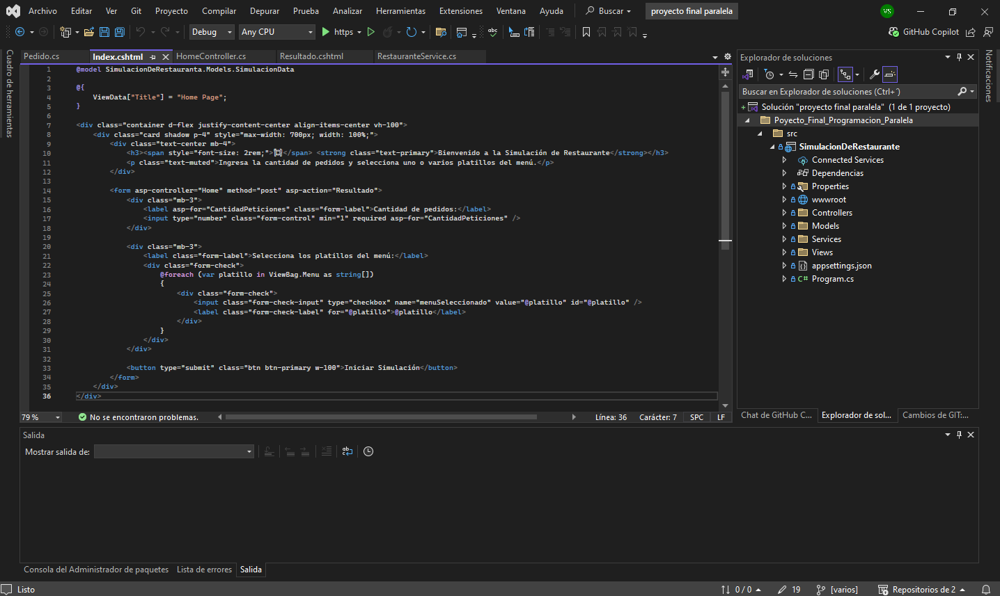 Archivo Editar Ver Git Proyecto Compilar Depurar Prueba Analizar Herramientas Extensiones Ventana Ayuda Buscar proyecto final paralela VS
Debug Any CPU https GitHub Copilot
Cuadro de herramientas
Pedido.cs Index.cshtml HomeController.cs Resultado.cshtml RestauranteService.cs
1 @model SimulacionDeRestauranta.Models.SimulacionData
2
3 @{
4 ViewData["Title"] = "Home Page";
5 }
6
7 <div class="container d-flex justify-content-center align-items-center vh-100">
8 <div class="card shadow p-4" style="max-width: 700px; width: 100%;">
9 <div class="text-center mb-4">
10 <h3><span style="font-size: 2rem;">🍽</span> <strong class="text-primary">Bienvenido a la Simulación de Restaurante</strong></h3>
11 <p class="text-muted">Ingresa la cantidad de pedidos y selecciona uno o varios platillos del menú.</p>
12 </div>
13
14 <form asp-controller="Home" method="post" asp-action="Resultado">
15 <div class="mb-3">
16 <label asp-for="CantidadPeticiones" class="form-label">Cantidad de pedidos:</label>
17 <input type="number" class="form-control" min="1" required asp-for="CantidadPeticiones" />
18 </div>
19
20 <div class="mb-3">
21 <label class="form-label">Selecciona los platillos del menú:</label>
22 <div class="form-check">
23 @foreach (var platillo in ViewBag.Menu as string[])
24 {
25 <div class="form-check">
26 <input class="form-check-input" type="checkbox" name="menuSeleccionado" value="@platillo" id="@platillo" />
27 <label class="form-check-label" for="@platillo">@platillo</label>
28 </div>
29 }
30 </div>
31 </div>
32
33 <button type="submit" class="btn btn-primary w-100">Iniciar Simulación</button>
34 </form>
35 </div>
36 </div>
79 % No se encontraron problemas. Línea: 36 Carácter: 7 SPC LF
Explorador de soluciones
Buscar en Explorador de soluciones (Ctrl+´)
Solución "proyecto final paralela" (1 de 1 proyecto)
Poyecto_Final_Programacion_Paralela
src
SimulacionDeRestaurante
Connected Services
Dependencias
Properties
wwwroot
Controllers
Models
Services
Views
appsettings.json
C# Program.cs
Chat de GitHub C... Explorador de sol... Cambios de GIT:...
Notificaciones
Salida
Mostrar salida de:
Consola del Administrador de paquetes Lista de errores Salida
Listo 0 / 0 19 [varios] Repositorios de 2